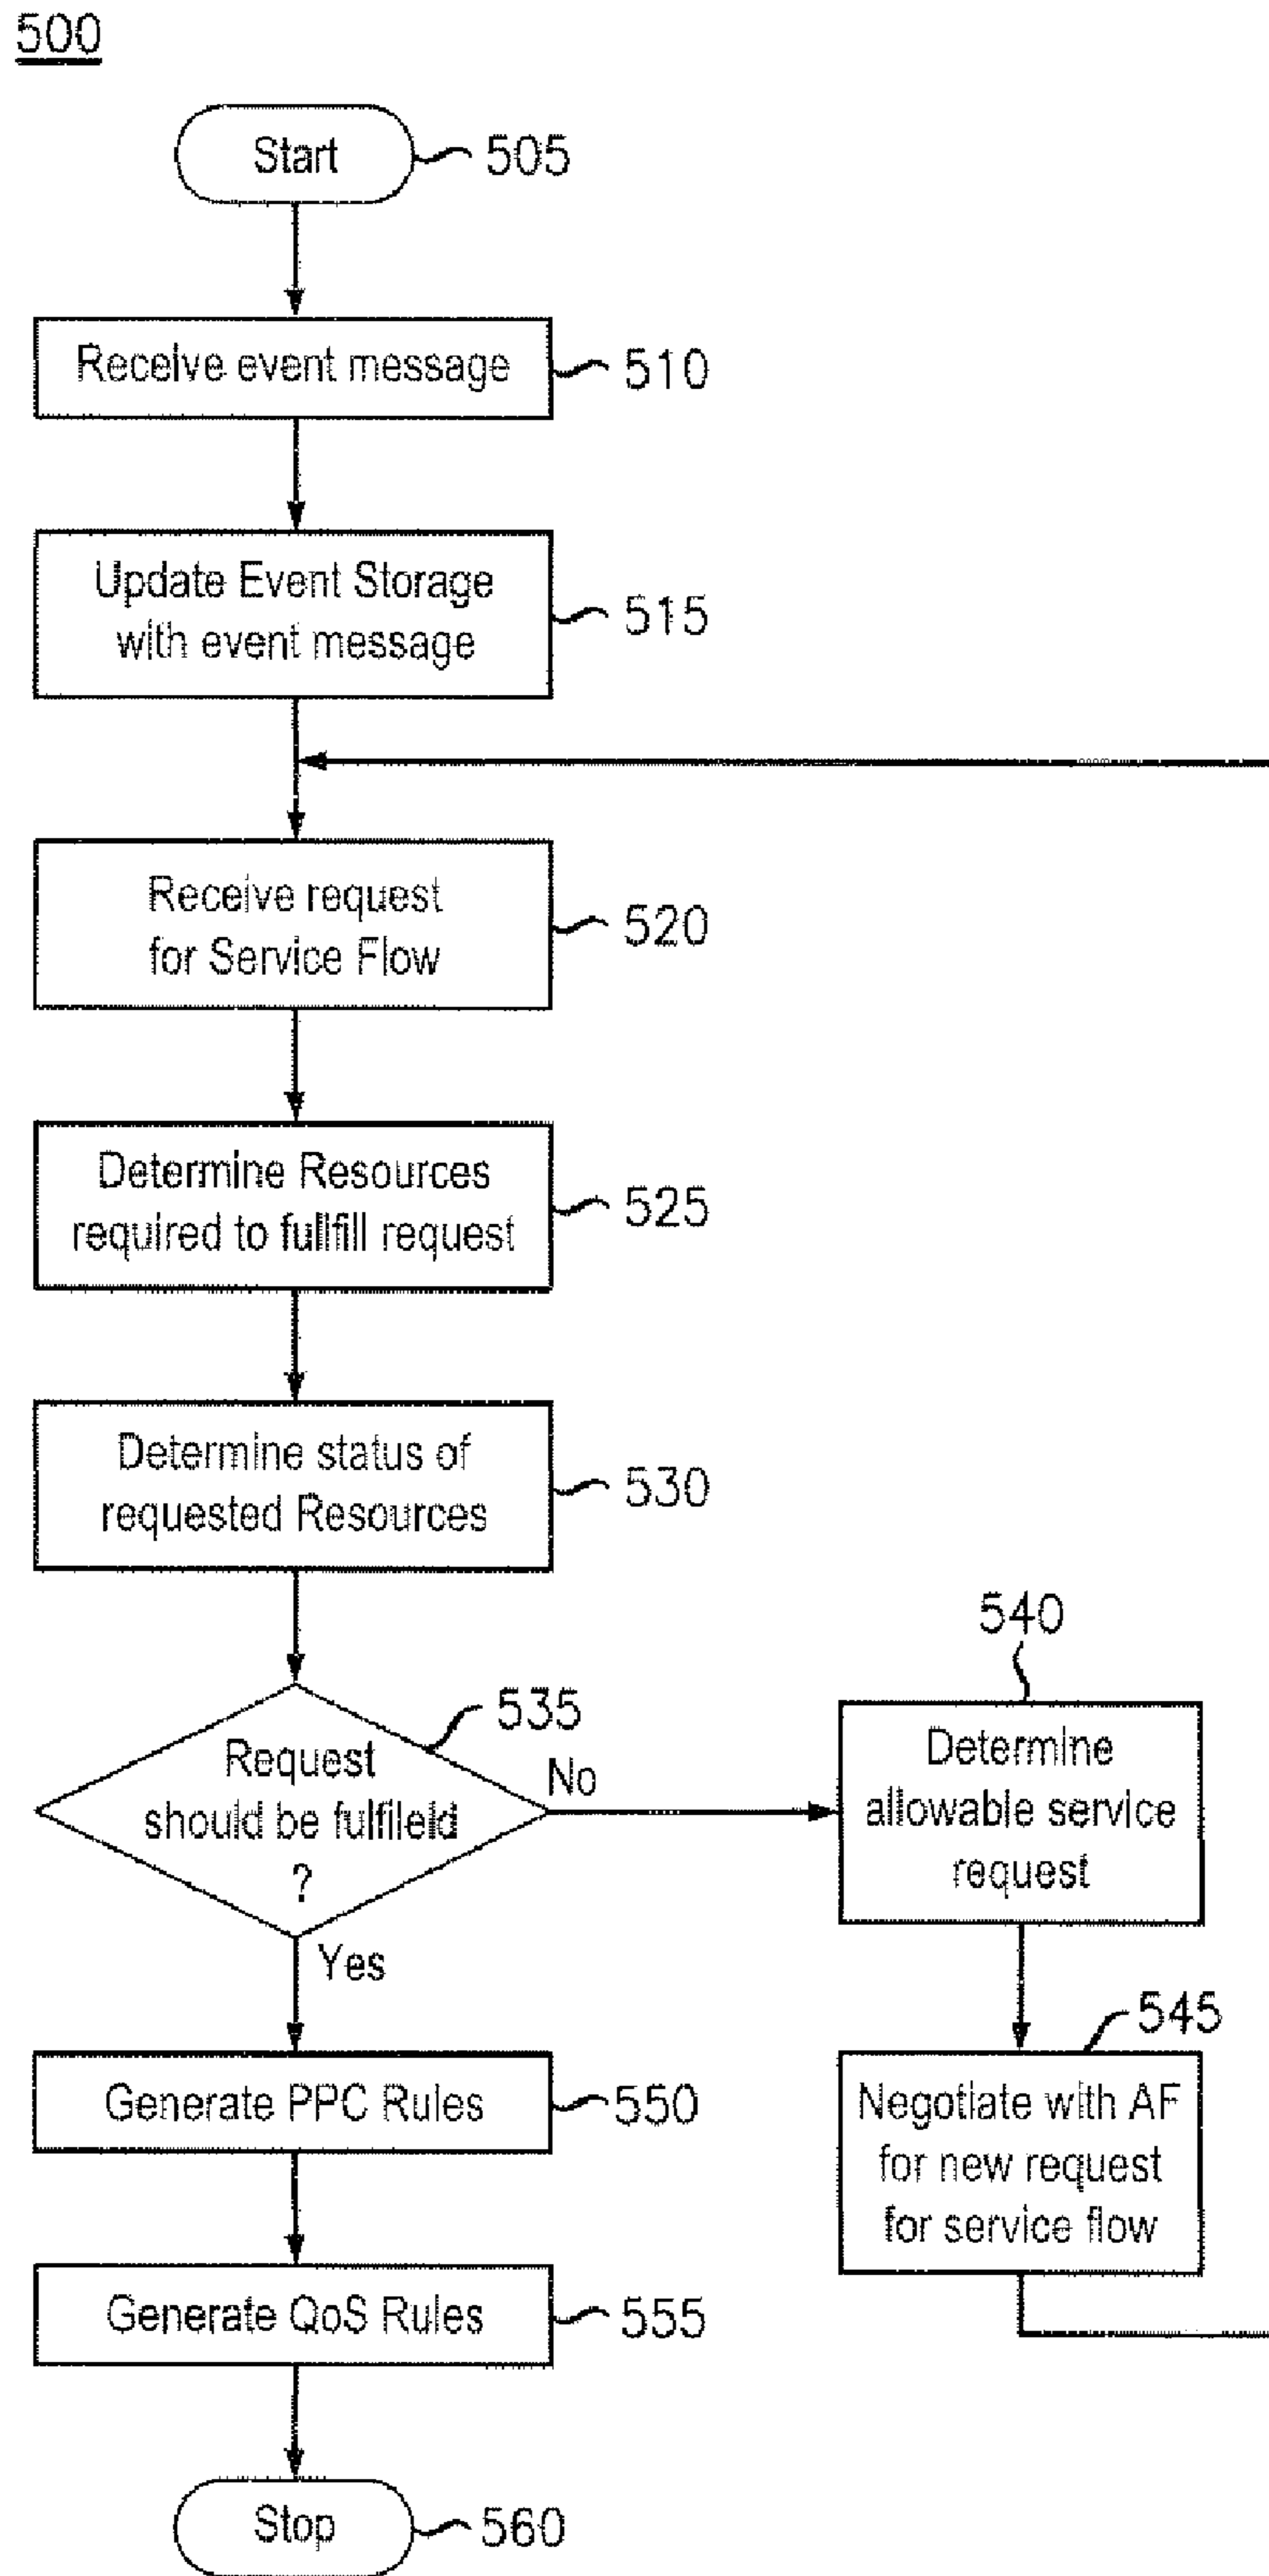 500
Start
505
Receive event message
510
Update Event Storage
with event message
515
Receive request
for Service Flow
520
Determine Resources
required to fullfill request
525
Determine status of
requested Resources
530
535
Request
should be fulfileld
?
No
Yes
540
Determine
allowable service
request
545
Negotiate with AF
for new request
for service flow
Generate PPC Rules
550
Generate QoS Rules
555
Stop
560